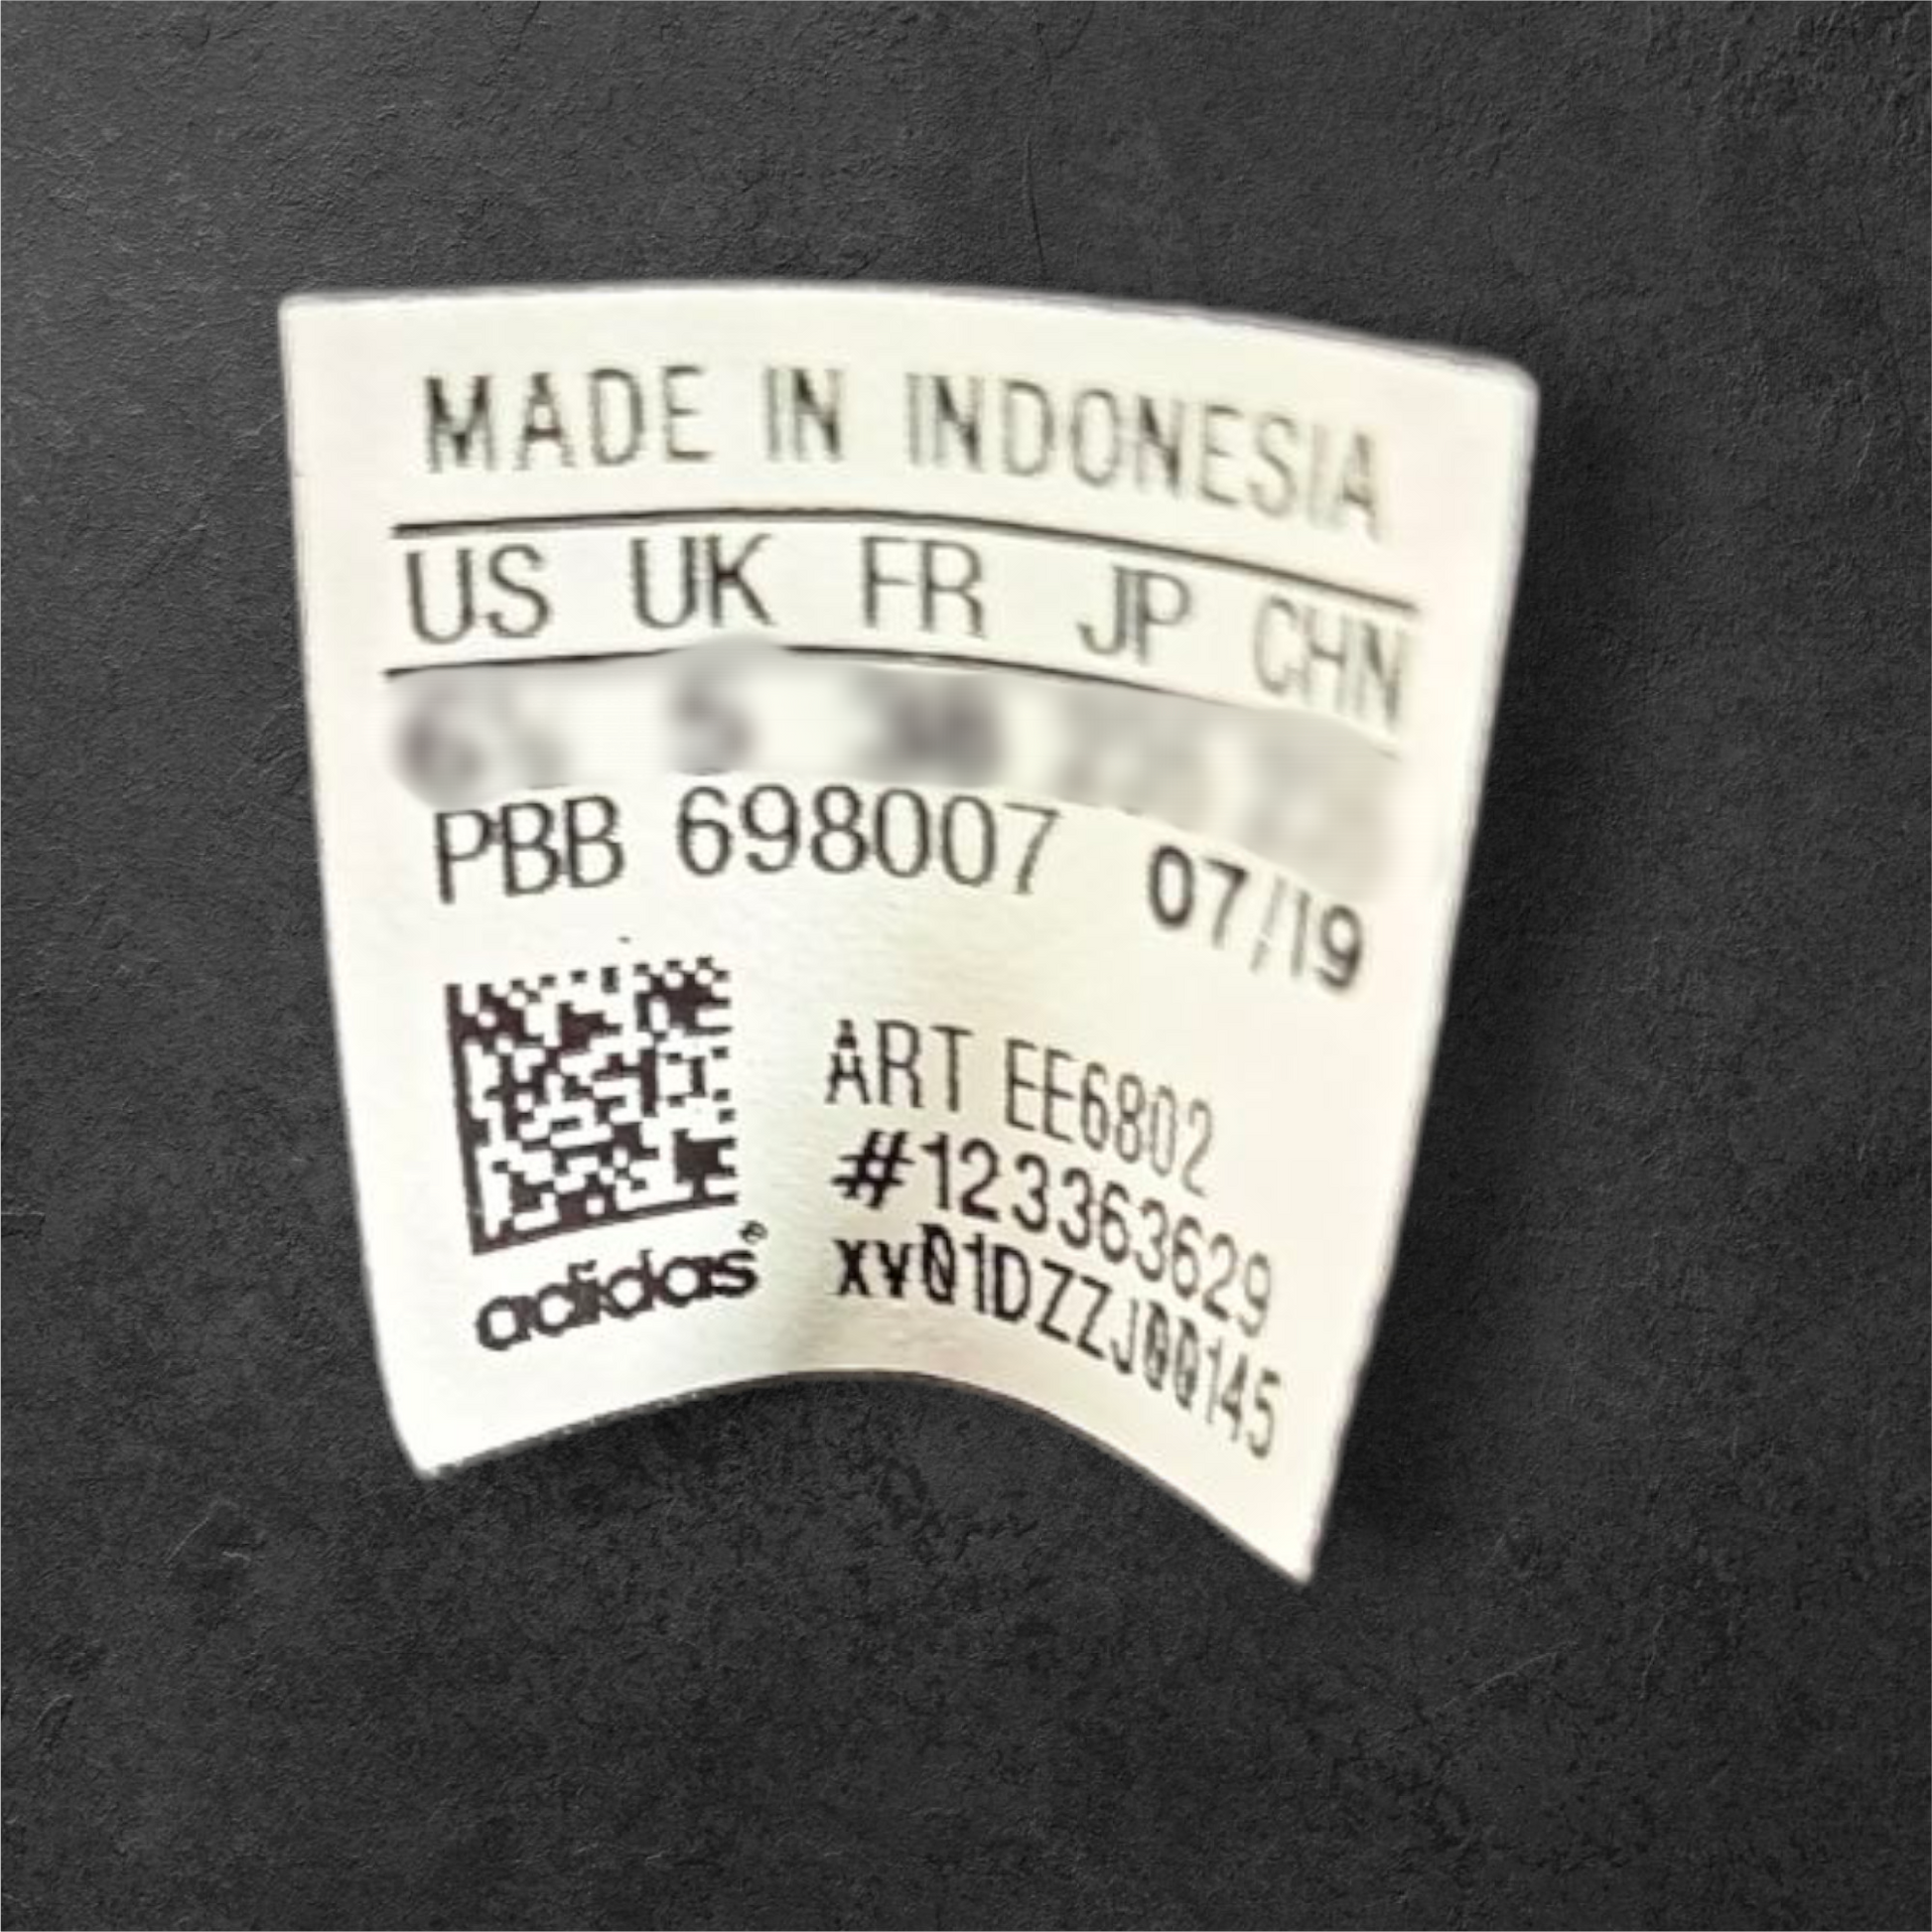 MADE IN INDONESIA
US UK FR JP CHN
PBB 698007 07/19
ART EE6802
#123363629
xv01DZZJ00145
adidas®